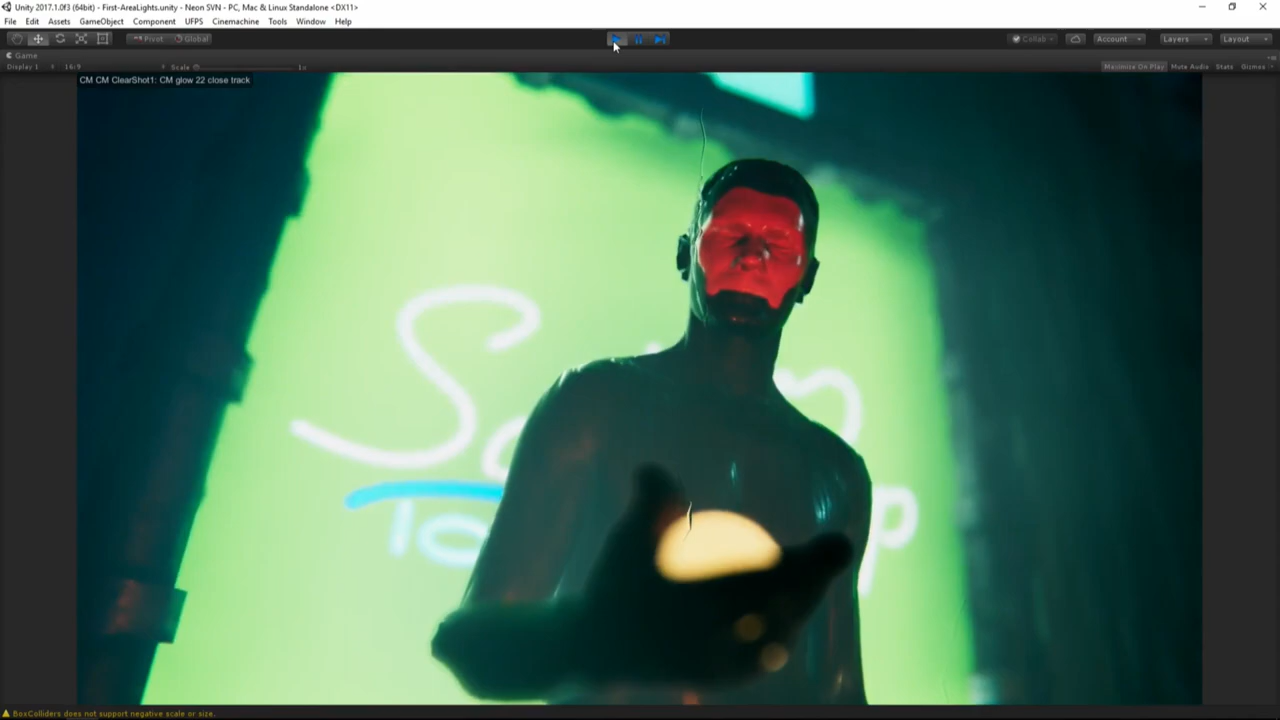 Unity 2017.1.0f3 (64bit) - First-AreaLights.unity - Neon SVN - PC, Mac & Linux Standalone <DX11>
File Edit Assets GameObject Component UFPS Cinemachine Tools Window Help
Pivot Global Collab Account Layers Layout
Game
Display 1 16:9 Scale 1x Maximize On Play Mute Audio Stats Gizmos
CM CM ClearShot1: CM glow 22 close track
BoxColliders does not support negative scale or size.